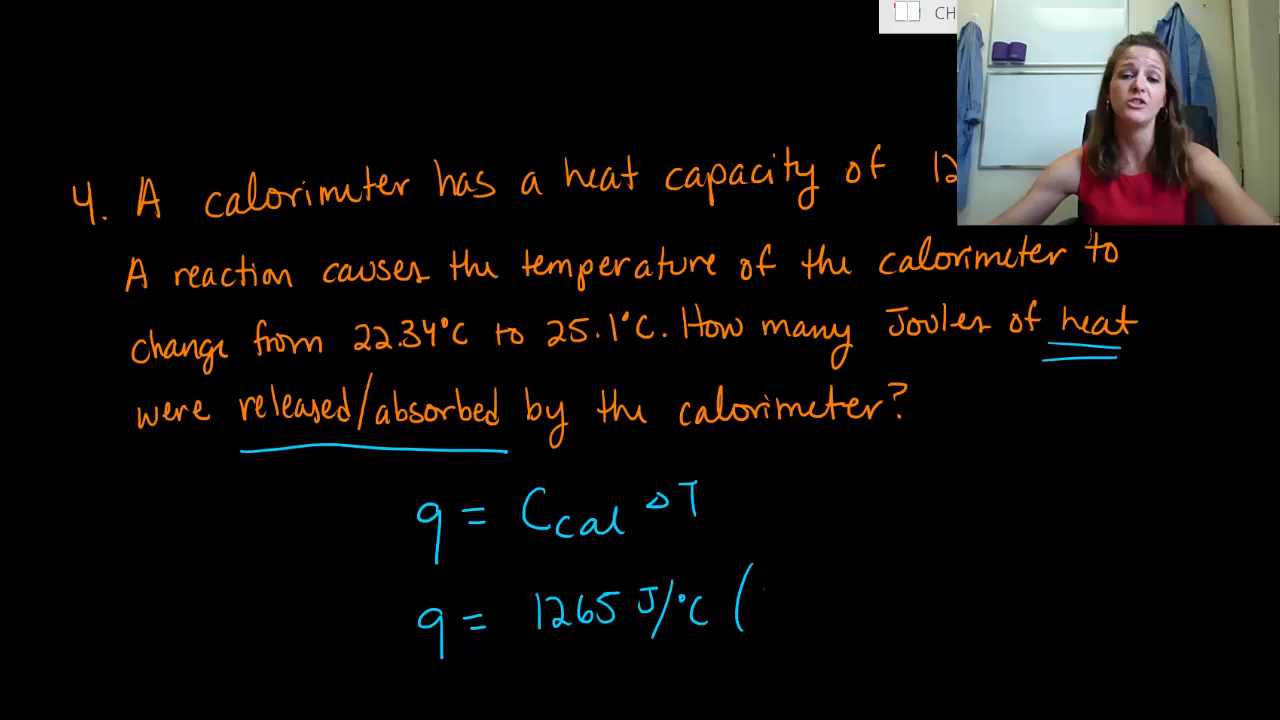 CH
4. A calorimeter has a heat capacity of 12
A reaction causes the temperature of the calorimeter to
change from 22.34°C to 25.1°C. How many Joules of heat
were released/absorbed by the calorimeter?
q = Ccal ΔT
q = 1265 J/°C (